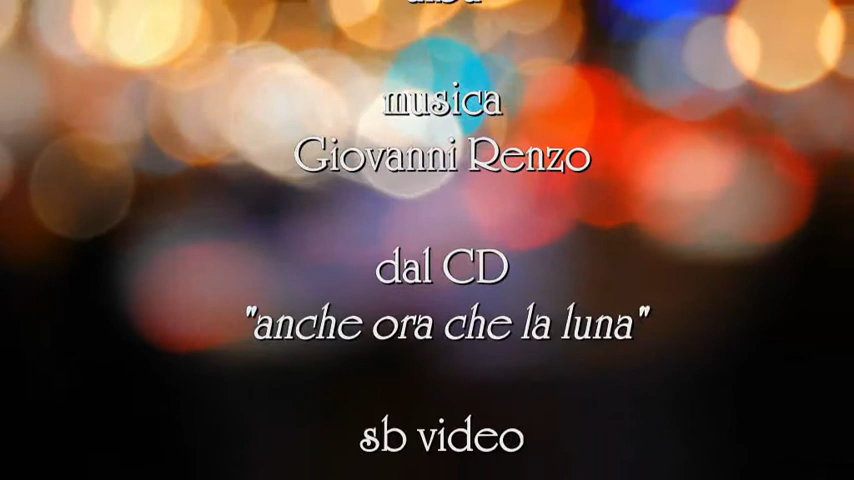 musica
Giovanni Renzo
dal CD
"anche ora che la luna"
sb video